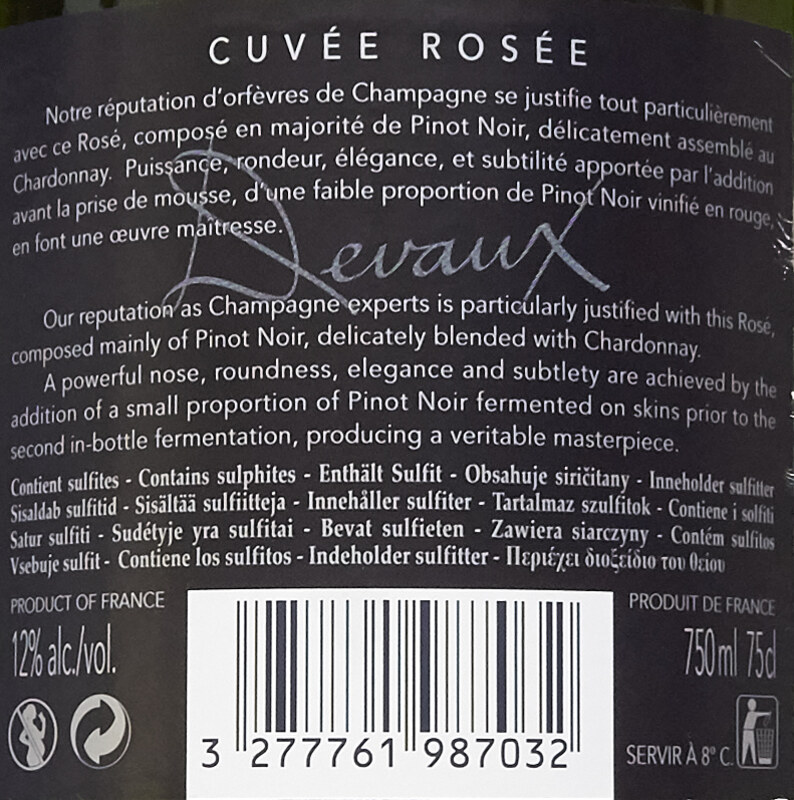 CUVÉE ROSÉE
Notre réputation d'orfèvres de Champagne se justifie tout particulièrement
avec ce Rosé, composé en majorité de Pinot Noir, délicatement assemblé au
Chardonnay. Puissance, rondeur, élégance, et subtilité apportée par l'addition
avant la prise de mousse, d'une faible proportion de Pinot Noir vinifié en rouge,
en font une œuvre maîtresse.
Devaux
Our reputation as Champagne experts is particularly justified with this Rosé,
composed mainly of Pinot Noir, delicately blended with Chardonnay.
A powerful nose, roundness, elegance and subtlety are achieved by the
addition of a small proportion of Pinot Noir fermented on skins prior to the
second in-bottle fermentation, producing a veritable masterpiece.
Contient sulfites - Contains sulphites - Enthält Sulfit - Obsahuje siričitany - Inneholder sulfitter
Sisaldab sulfitid - Sisältää sulfiitteja - Innehåller sulfiter - Tartalmaz szulfitok - Contiene i solfiti
Satur sulfiti - Sudėtyje yra sulfitai - Bevat sulfieten - Zawiera siarczyny - Contém sulfitos
Vsebuje sulfit - Contiene los sulfitos - Indeholder sulfitter - Περιέχει διοξείδιο του θείου
PRODUCT OF FRANCE
PRODUIT DE FRANCE
12% alc./vol.
750ml 75cl
3 277761 987032
SERVIR À 8° C.